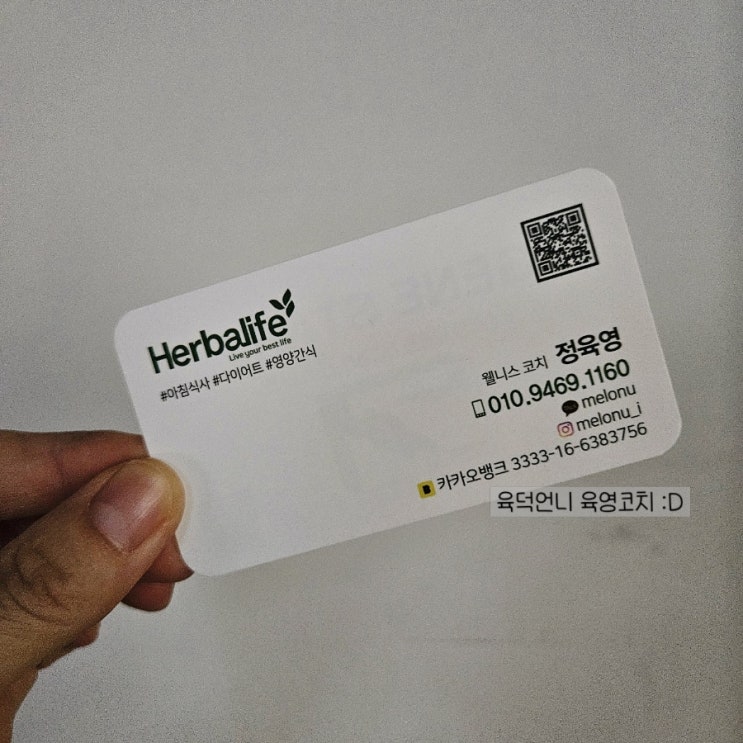 Herbalife
Live your best life
#아침식사 #다이어트 #영양간식
웰니스 코치 정육영
010.9469.1160
melonu
melonu_i
카카오뱅크 3333-16-6383756
육덕언니 육영코치 :D